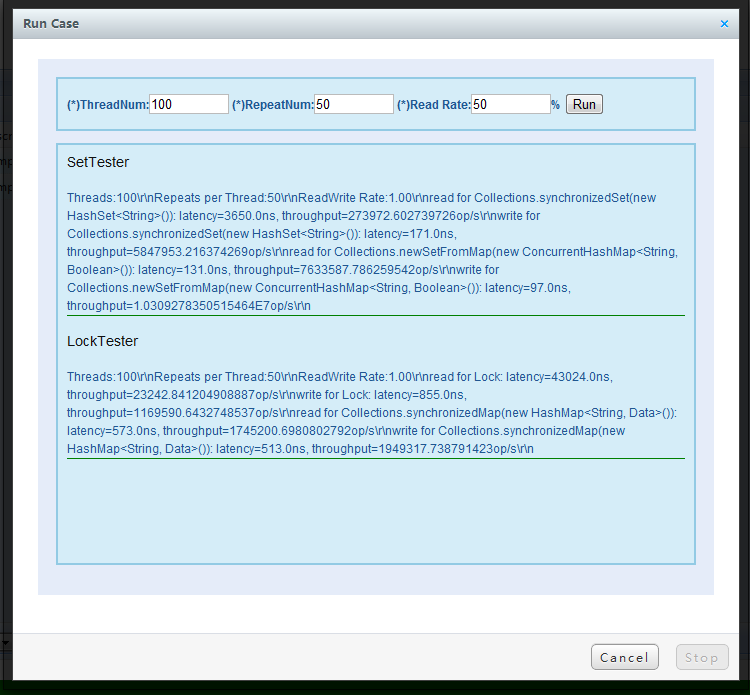 Run Case
×
(*)ThreadNum:100 (*)RepeatNum:50 (*)Read Rate:50 % Run
SetTester
Threads:100\r\nRepeats per Thread:50\r\nReadWrite Rate:1.00\r\nread for Collections.synchronizedSet(new
HashSet<String>()): latency=3650.0ns, throughput=273972.602739726op/s\r\nwrite for
Collections.synchronizedSet(new HashSet<String>()): latency=171.0ns,
throughput=5847953.216374269op/s\r\nread for Collections.newSetFromMap(new ConcurrentHashMap<String,
Boolean>()): latency=131.0ns, throughput=7633587.786259542op/s\r\nwrite for
Collections.newSetFromMap(new ConcurrentHashMap<String, Boolean>()): latency=97.0ns,
throughput=1.0309278350515464E7op/s\r\n
LockTester
Threads:100\r\nRepeats per Thread:50\r\nReadWrite Rate:1.00\r\nread for Lock: latency=43024.0ns,
throughput=23242.841204908887op/s\r\nwrite for Lock: latency=855.0ns,
throughput=1169590.6432748537op/s\r\nread for Collections.synchronizedMap(new HashMap<String, Data>()):
latency=573.0ns, throughput=1745200.6980802792op/s\r\nwrite for Collections.synchronizedMap(new
HashMap<String, Data>()): latency=513.0ns, throughput=1949317.738791423op/s\r\n
Cancel Stop